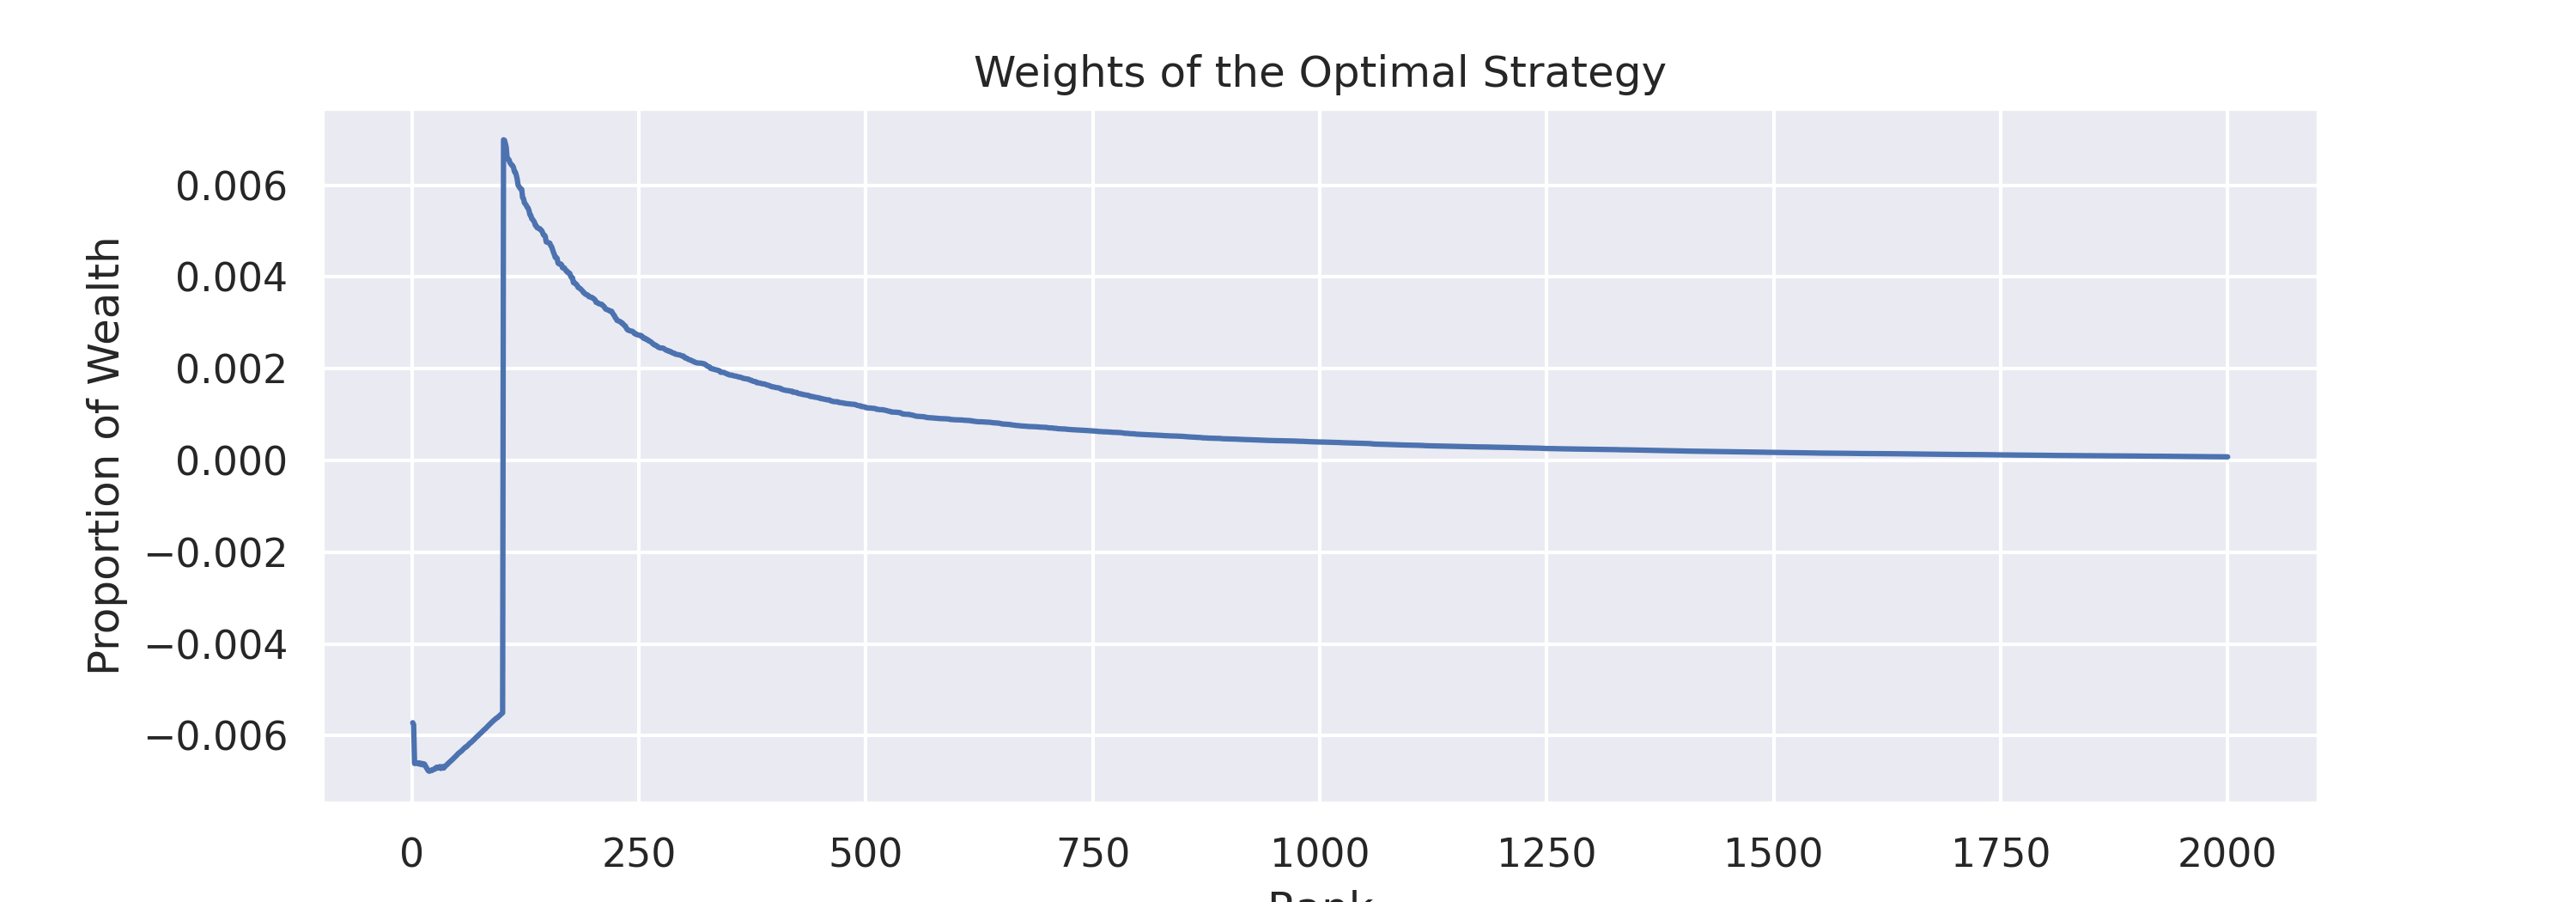 Weights of the Optimal Strategy
Proportion of Wealth
0.006
0.004
0.002
0.000
−0.002
−0.004
−0.006
0 250 500 750 1000 1250 1500 1750 2000
Rank